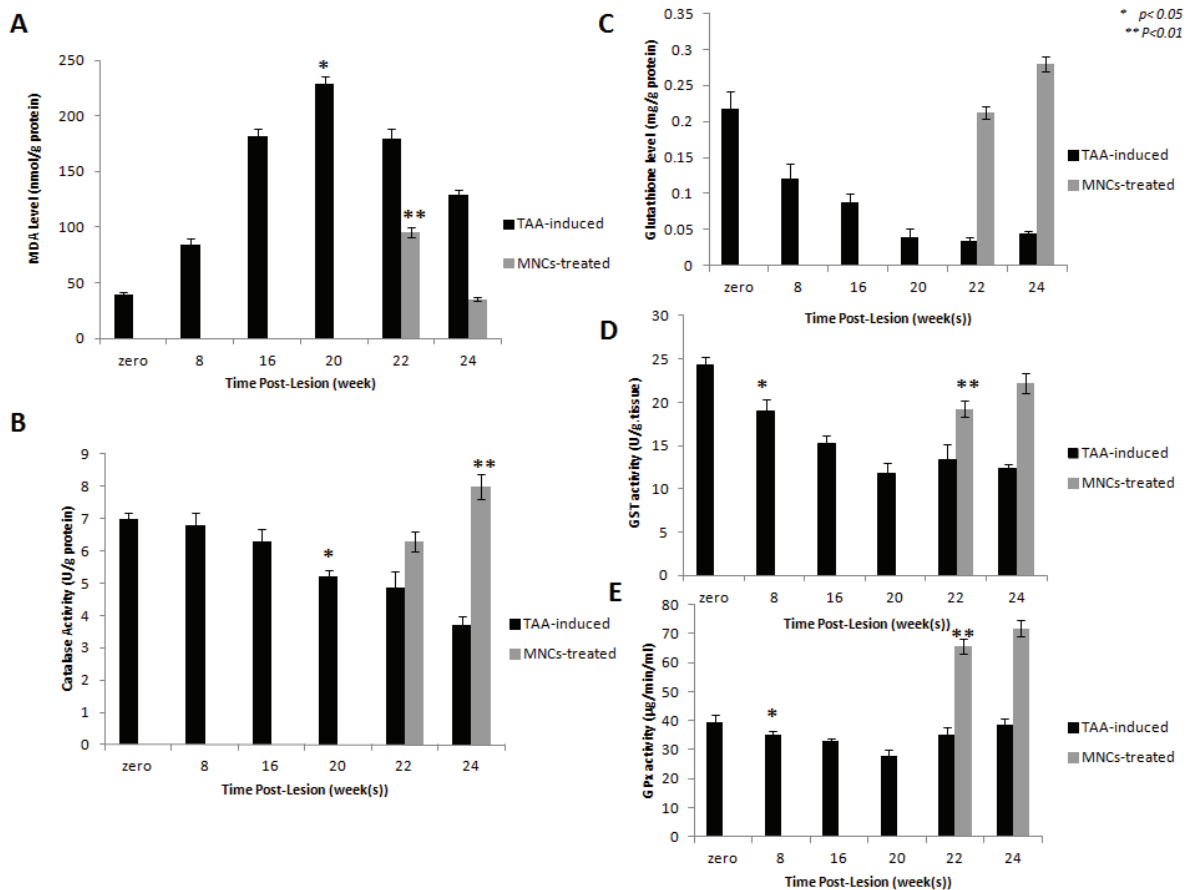 A
MDA Level (nmol/g protein)
250
200
150
100
50
0
*
**
zero 8 16 20 22 24
Time Post-Lesion (week)
TAA-induced
MNCs-treated
B
Catalase Activity (U/g protein)
9
8
7
6
5
4
3
2
1
0
*
**
zero 8 16 20 22 24
Time Post-Lesion (week(s))
TAA-induced
MNCs-treated
* p< 0.05
** P<0.01
C
Glutathione level (mg/g protein)
0.35
0.3
0.25
0.2
0.15
0.1
0.05
0
zero 8 16 20 22 24
Time Post-Lesion (week(s))
TAA-induced
MNCs-treated
D
GST activity (U/g.tissue)
30
25
20
15
10
5
0
*
**
zero 8 16 20 22 24
Time Post-Lesion (week(s))
TAA-induced
MNCs-treated
E
GPx activity (µg/min/ml)
80
70
60
50
40
30
20
10
0
*
**
zero 8 16 20 22 24
Time Post-Lesion (week(s))
TAA-induced
MNCs-treated